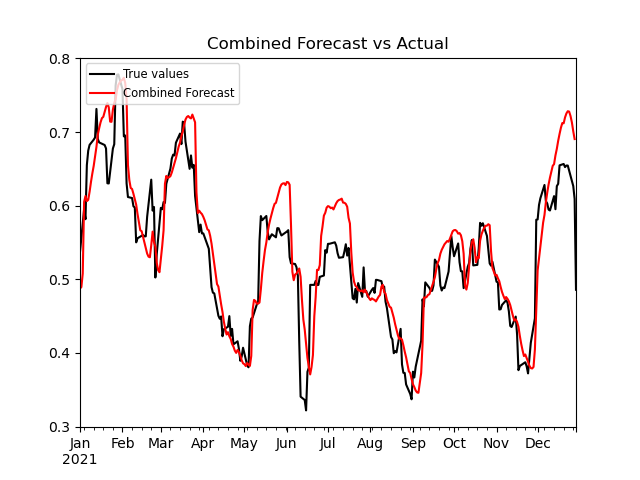 Combined Forecast vs Actual
True values
Combined Forecast
0.8
0.7
0.6
0.5
0.4
0.3
Jan Feb Mar Apr May Jun Jul Aug Sep Oct Nov Dec
2021